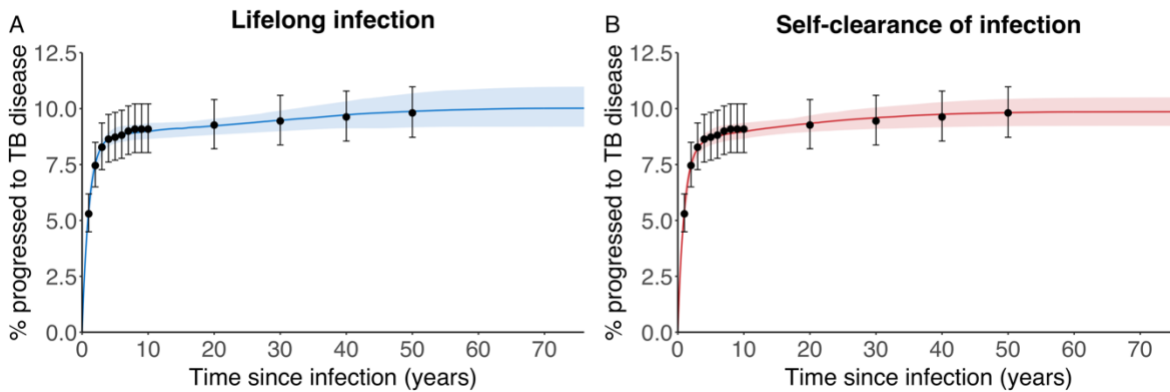 A
Lifelong infection
% progressed to TB disease
12.5
10.0
7.5
5.0
2.5
0.0
0 10 20 30 40 50 60 70
Time since infection (years)
B
Self-clearance of infection
% progressed to TB disease
12.5
10.0
7.5
5.0
2.5
0.0
0 10 20 30 40 50 60 70
Time since infection (years)